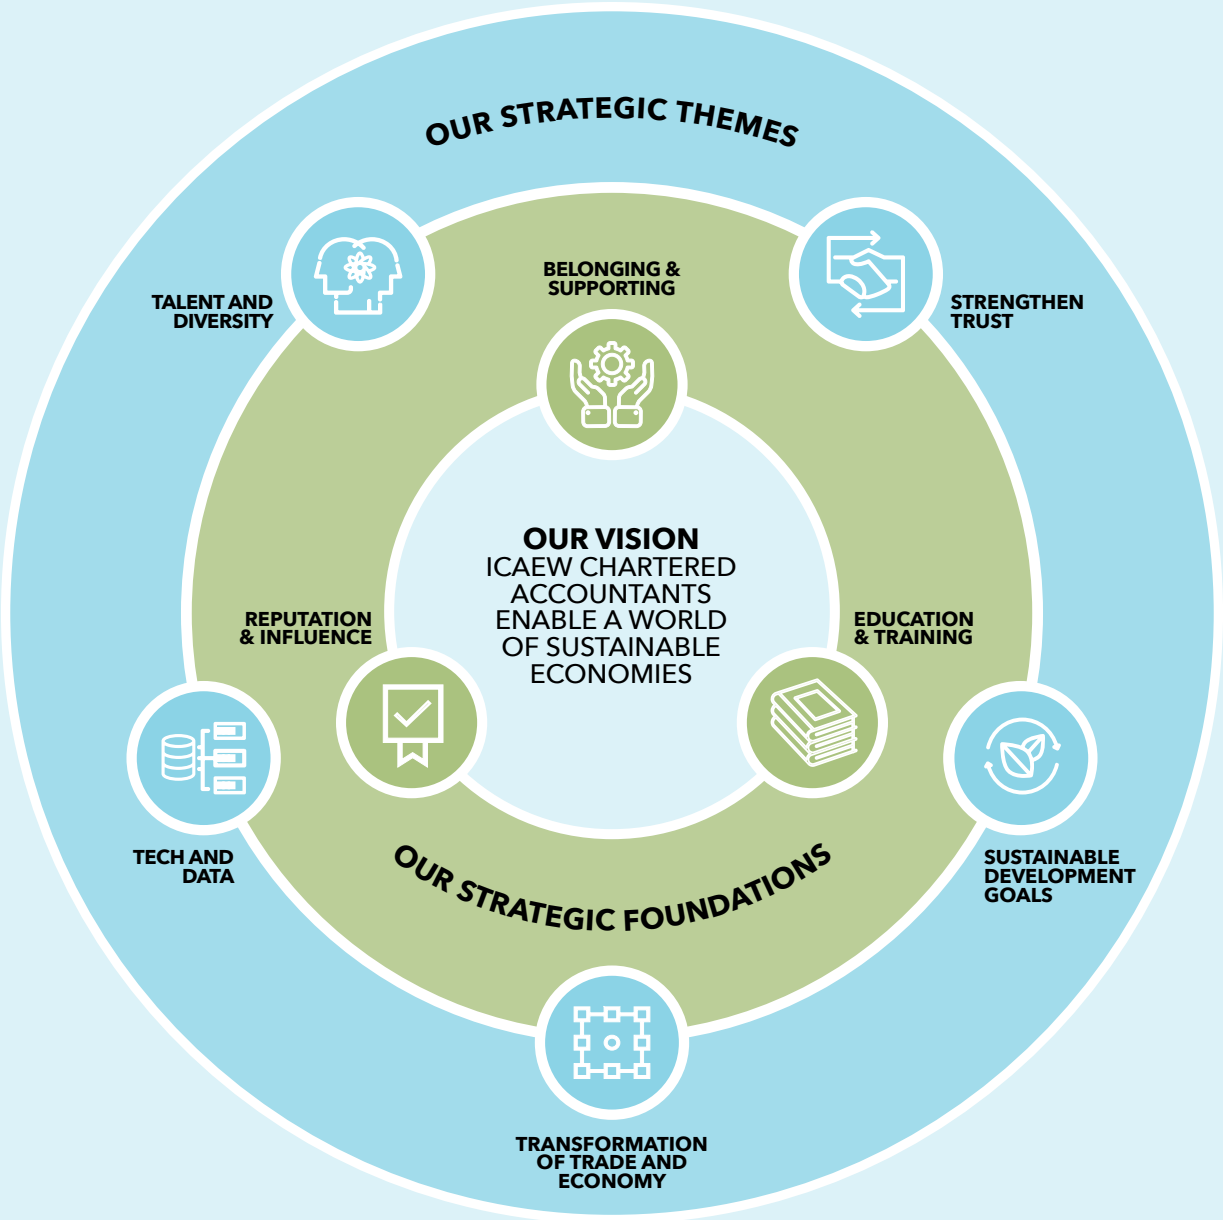 OUR STRATEGIC THEMES
TALENT AND
DIVERSITY
BELONGING &
SUPPORTING
STRENGTHEN
TRUST
OUR VISION
ICAEW CHARTERED
ACCOUNTANTS
ENABLE A WORLD
OF SUSTAINABLE
ECONOMIES
REPUTATION
& INFLUENCE
EDUCATION
& TRAINING
TECH AND
DATA
OUR STRATEGIC FOUNDATIONS
SUSTAINABLE
DEVELOPMENT
GOALS
TRANSFORMATION
OF TRADE AND
ECONOMY